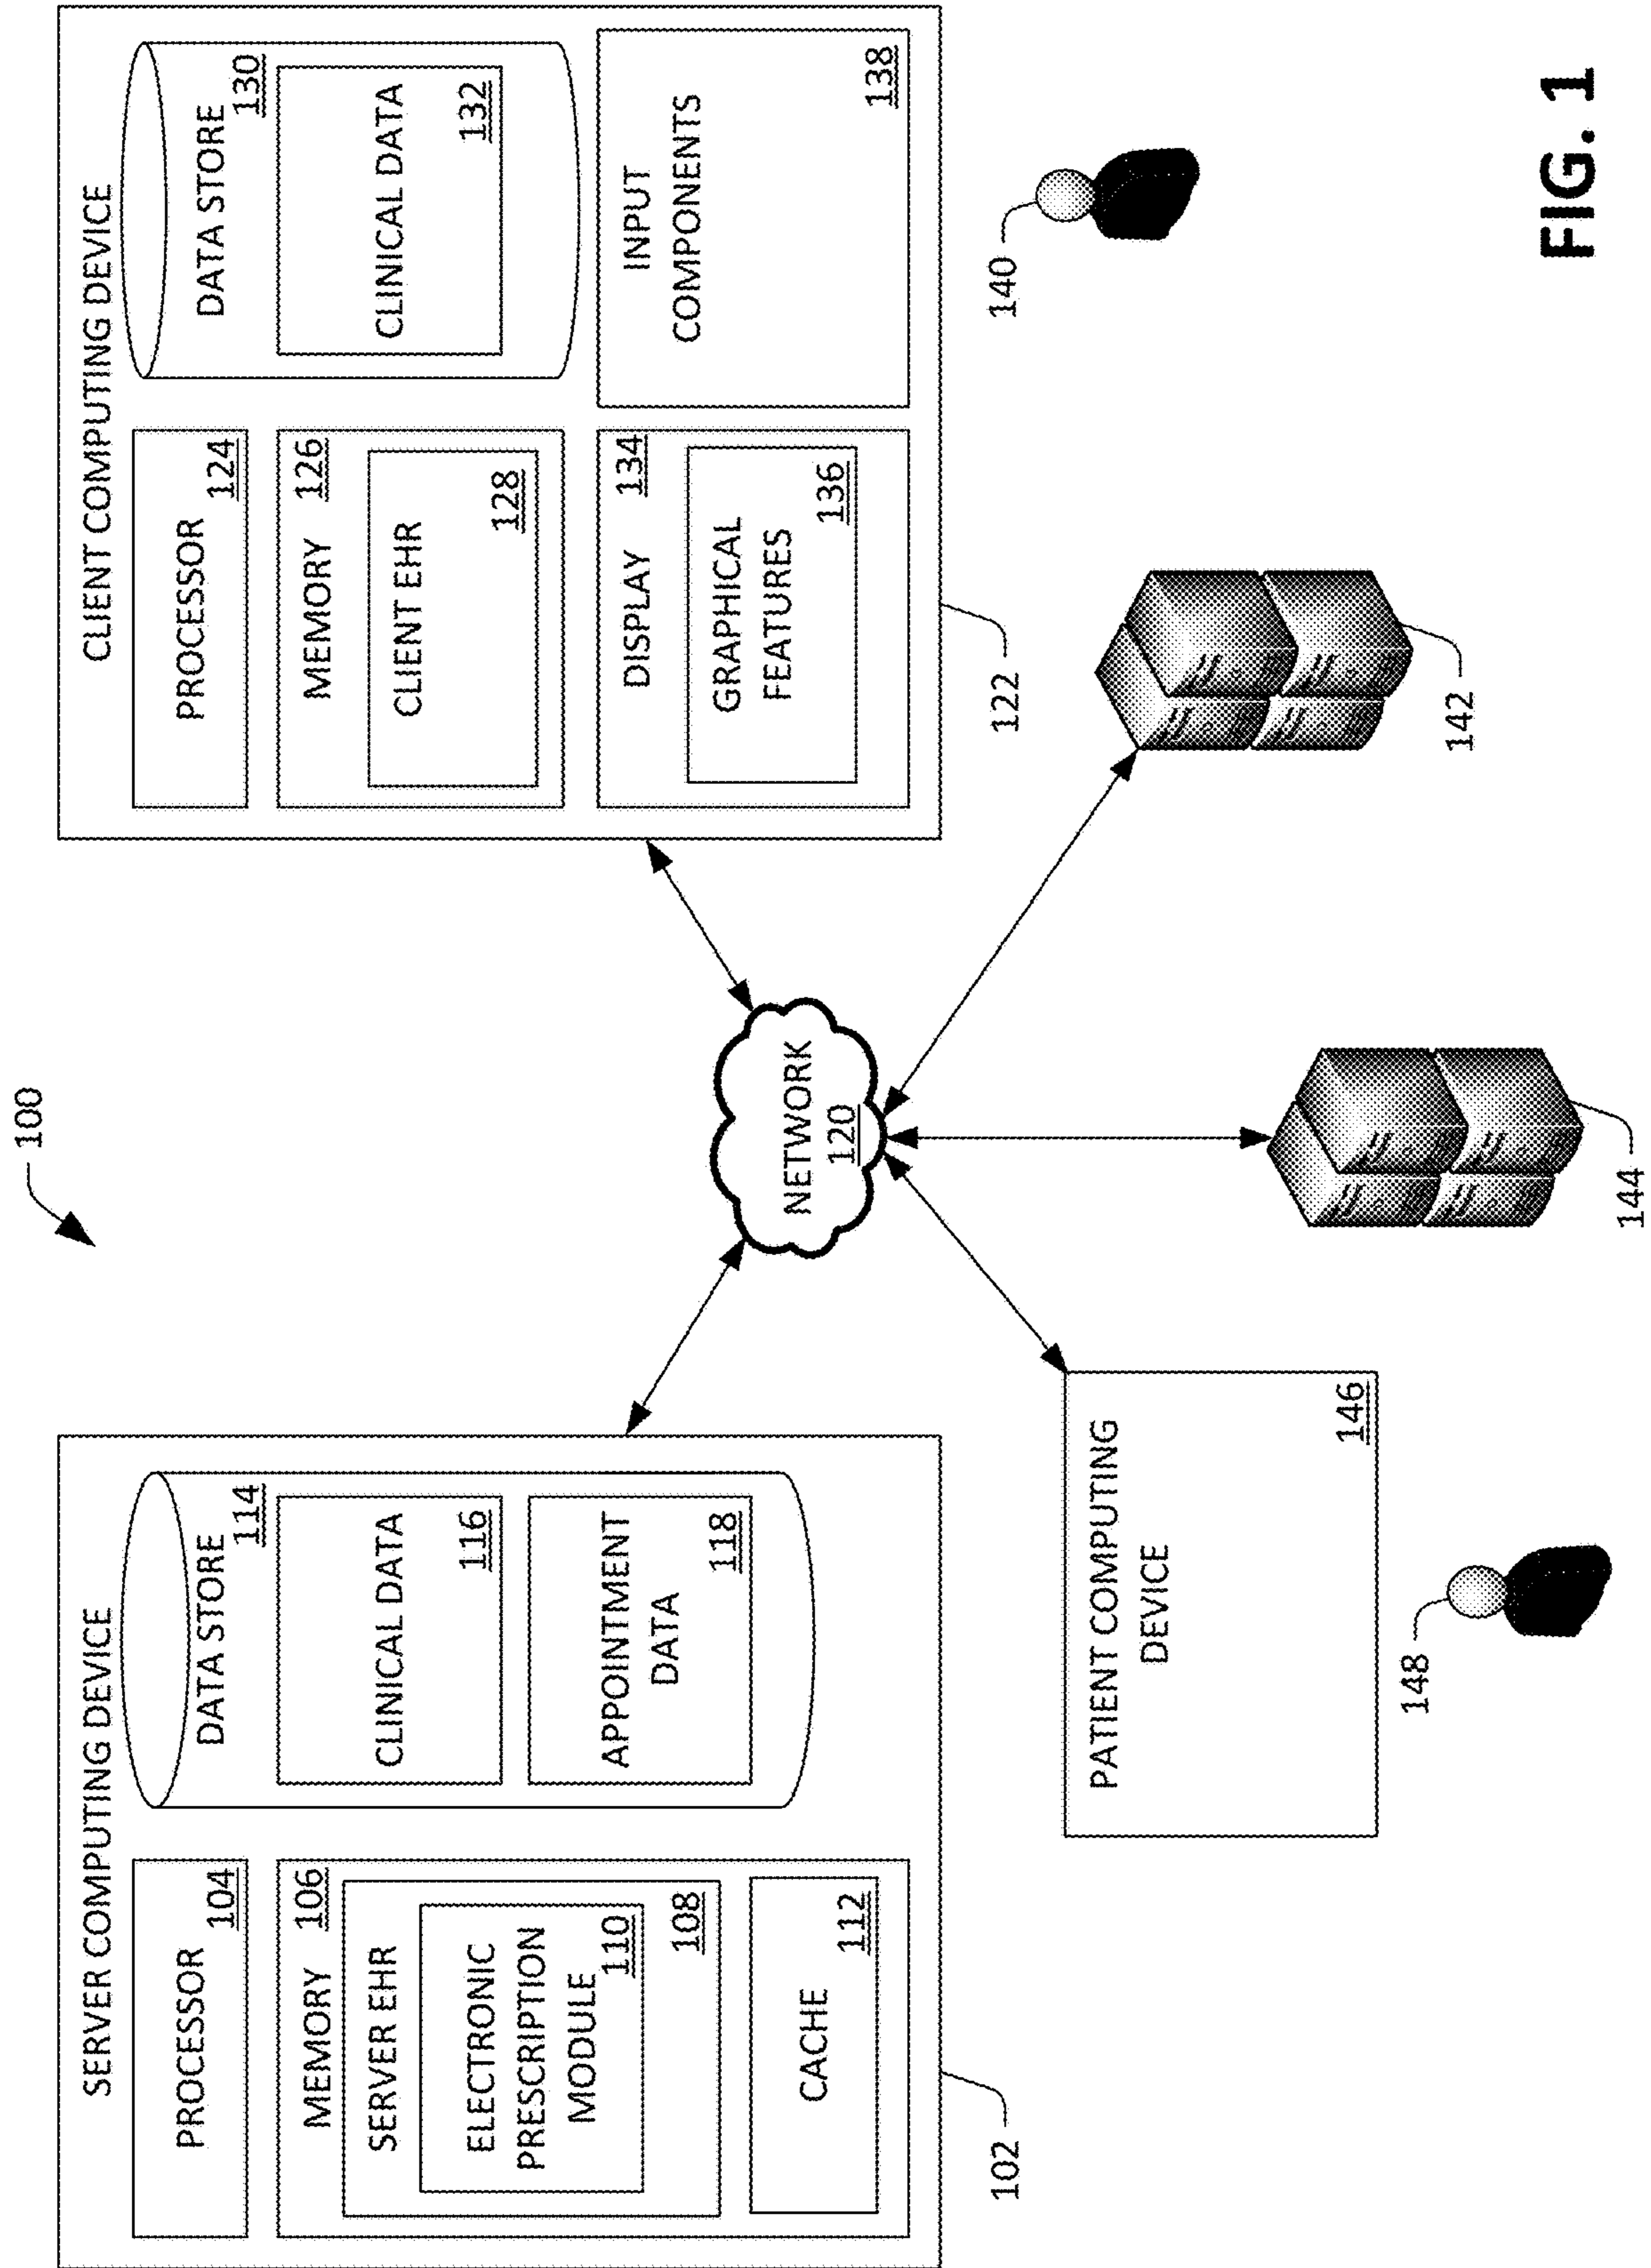 100
SERVER COMPUTING DEVICE
PROCESSOR
104
MEMORY 106
SERVER EHR
ELECTRONIC
PRESCRIPTION
MODULE
110
108
CACHE
112
DATA STORE
114
CLINICAL DATA
116
APPOINTMENT
DATA
118
102
NETWORK
120
CLIENT COMPUTING DEVICE
PROCESSOR
124
MEMORY 126
CLIENT EHR
128
DISPLAY 134
GRAPHICAL
FEATURES
136
DATA STORE
130
CLINICAL DATA
132
INPUT
COMPONENTS
138
122
140
142
144
PATIENT COMPUTING
DEVICE
146
148
FIG. 1